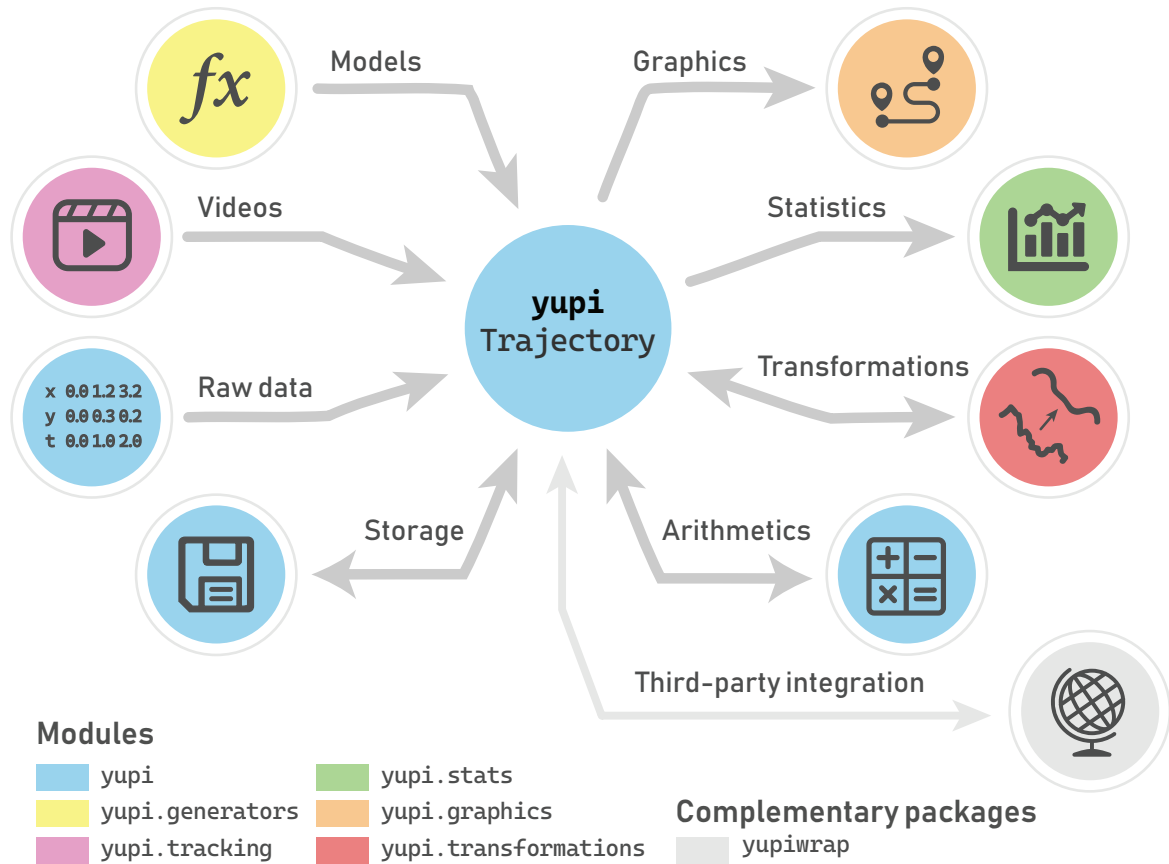 fx
Models
Graphics
Videos
Statistics
yupi
Trajectory
Raw data
x 0.0 1.2 3.2
y 0.0 0.3 0.2
t 0.0 1.0 2.0
Transformations
Storage
Arithmetics
Third-party integration
Modules
yupi
yupi.generators
yupi.tracking
yupi.stats
yupi.graphics
yupi.transformations
Complementary packages
yupiwrap